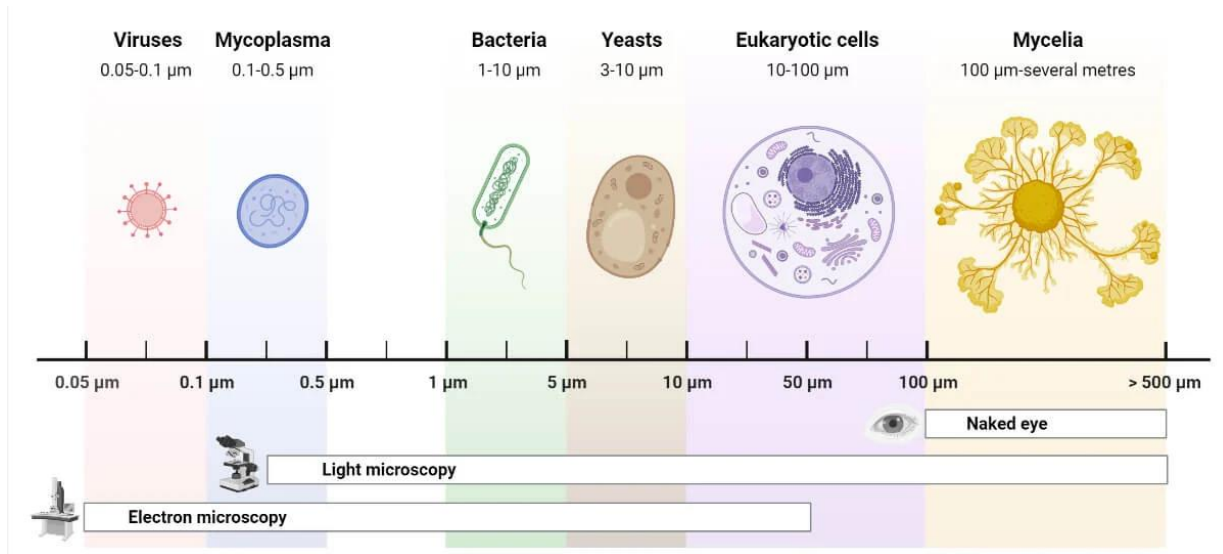 Viruses
0.05-0.1 µm
Mycoplasma
0.1-0.5 µm
Bacteria
1-10 µm
Yeasts
3-10 µm
Eukaryotic cells
10-100 µm
Mycelia
100 µm-several metres
0.05 µm
0.1 µm
0.5 µm
1 µm
5 µm
10 µm
50 µm
100 µm
> 500 µm
Naked eye
Light microscopy
Electron microscopy